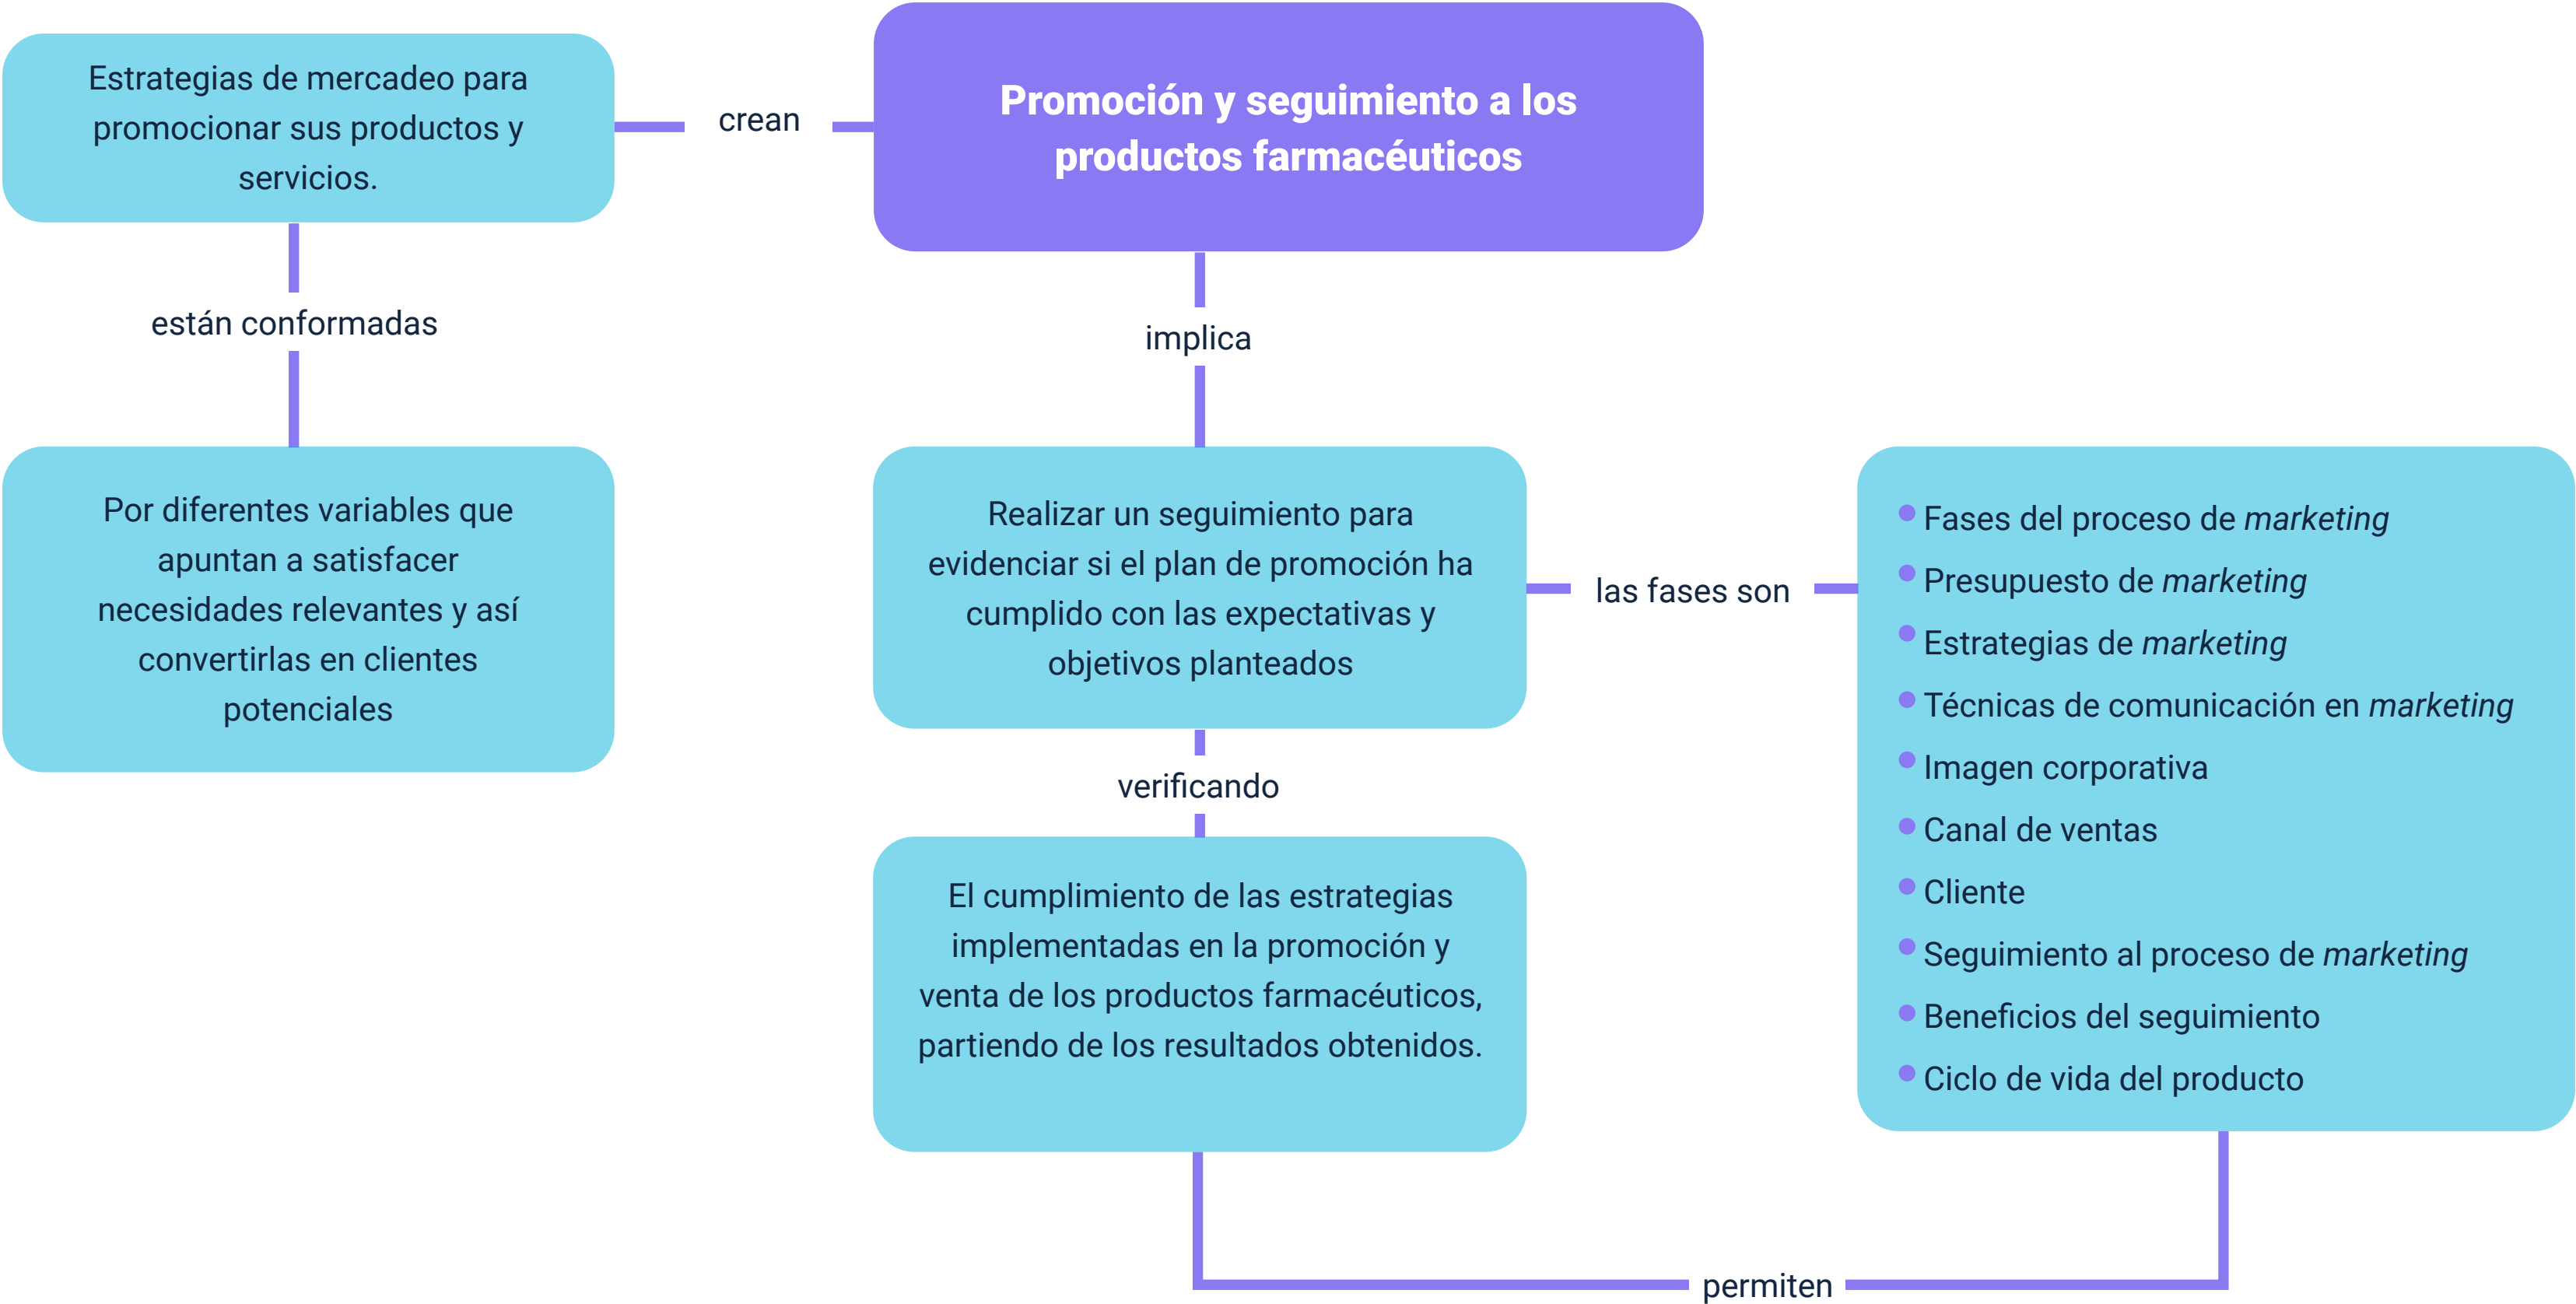 Promoción y seguimiento a los
productos farmacéuticos
crean
Estrategias de mercadeo para
promocionar sus productos y
servicios.
están conformadas
Por diferentes variables que
apuntan a satisfacer
necesidades relevantes y así
convertirlas en clientes
potenciales
implica
Realizar un seguimiento para
evidenciar si el plan de promoción ha
cumplido con las expectativas y
objetivos planteados
verificando
El cumplimiento de las estrategias
implementadas en la promoción y
venta de los productos farmacéuticos,
partiendo de los resultados obtenidos.
las fases son
Fases del proceso de marketing
Presupuesto de marketing
Estrategias de marketing
Técnicas de comunicación en marketing
Imagen corporativa
Canal de ventas
Cliente
Seguimiento al proceso de marketing
Beneficios del seguimiento
Ciclo de vida del producto
permiten